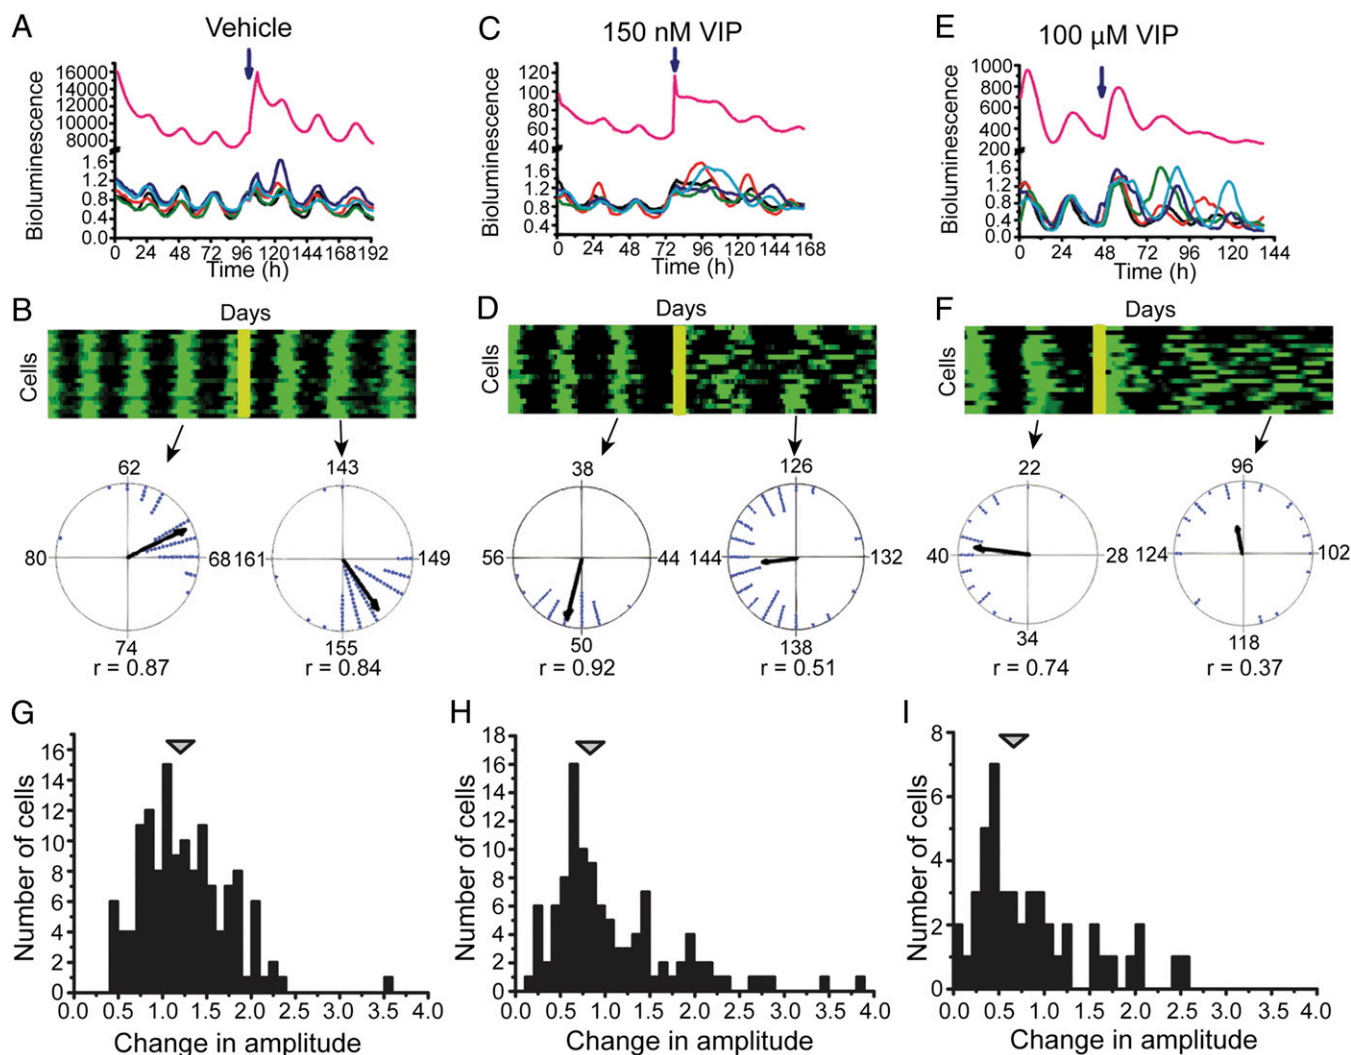 A
Vehicle
Bioluminescence
16000
14000
12000
10000
8000
1.6
1.2
0.8
0.4
0.0
0 24 48 72 96 120 144 168 192
Time (h)
C
150 nM VIP
Bioluminescence
120
100
80
60
40
1.6
1.2
0.8
0.4
0 24 48 72 96 120 144 168
Time (h)
E
100 µM VIP
Bioluminescence
1000
800
600
400
200
1.6
1.2
0.8
0.4
0.0
0 24 48 72 96 120 144
Time (h)
B
Days
Cells
62
80
68
74
r = 0.87
143
161
149
155
r = 0.84
D
Days
Cells
38
56
44
50
r = 0.92
126
144
132
138
r = 0.51
F
Days
Cells
22
40
28
34
r = 0.74
96
124
102
118
r = 0.37
G
Number of cells
16
14
12
10
8
6
4
2
0
0.0 0.5 1.0 1.5 2.0 2.5 3.0 3.5 4.0
Change in amplitude
H
Number of cells
18
16
14
12
10
8
6
4
2
0
0.0 0.5 1.0 1.5 2.0 2.5 3.0 3.5 4.0
Change in amplitude
I
Number of cells
8
6
4
2
0
0.0 0.5 1.0 1.5 2.0 2.5 3.0 3.5 4.0
Change in amplitude